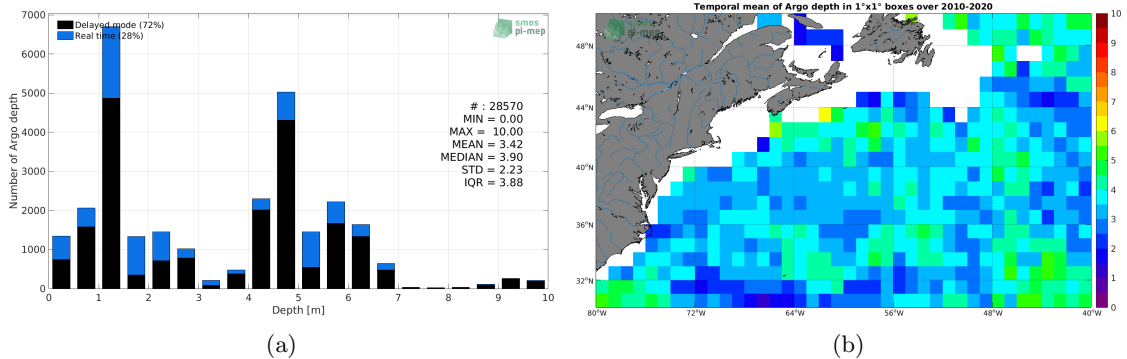 Delayed mode (72%)
Real time (28%)
smos
pi-mep
7000
6000
5000
4000
3000
2000
1000
0
Number of Argo depth
# : 28570
MIN = 0.00
MAX = 10.00
MEAN = 3.42
MEDIAN = 3.90
STD = 2.23
IQR = 3.88
0 1 2 3 4 5 6 7 8 9 10
Depth [m]
(a)
Temporal mean of Argo depth in 1°x1° boxes over 2010-2020
smos
pi-mep
48°N
44°N
40°N
36°N
32°N
80°W 72°W 64°W 56°W 48°W 40°W
10
9
8
7
6
5
4
3
2
1
0
(b)